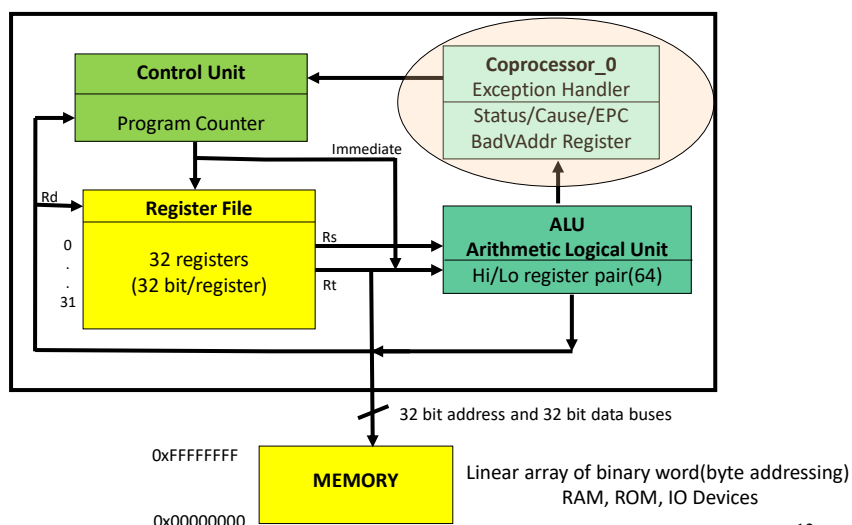 Control Unit
Program Counter
Coprocessor_0
Exception Handler
Status/Cause/EPC
BadVAddr Register
Immediate
Rd
Register File
0
.
.
31
32 registers
(32 bit/register)
Rs
Rt
ALU
Arithmetic Logical Unit
Hi/Lo register pair(64)
32 bit address and 32 bit data buses
0xFFFFFFFF
MEMORY
0x00000000
Linear array of binary word(byte addressing)
RAM, ROM, IO Devices